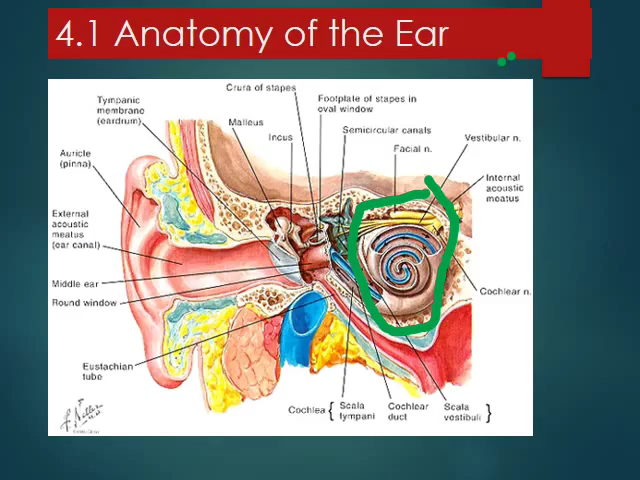 4.1 Anatomy of the Ear
Crura of stapes
Tympanic
membrane
(eardrum)
Footplate of stapes in
oval window
Malleus
Incus
Semicircular canals
Vestibular n.
Facial n.
Auricle
(pinna)
Internal
acoustic
meatus
External
acoustic
meatus
(ear canal)
Middle ear
Round window
Cochlear n.
Eustachian
tube
Cochlea
Scala
tympani
Cochlear
duct
Scala
vestibuli